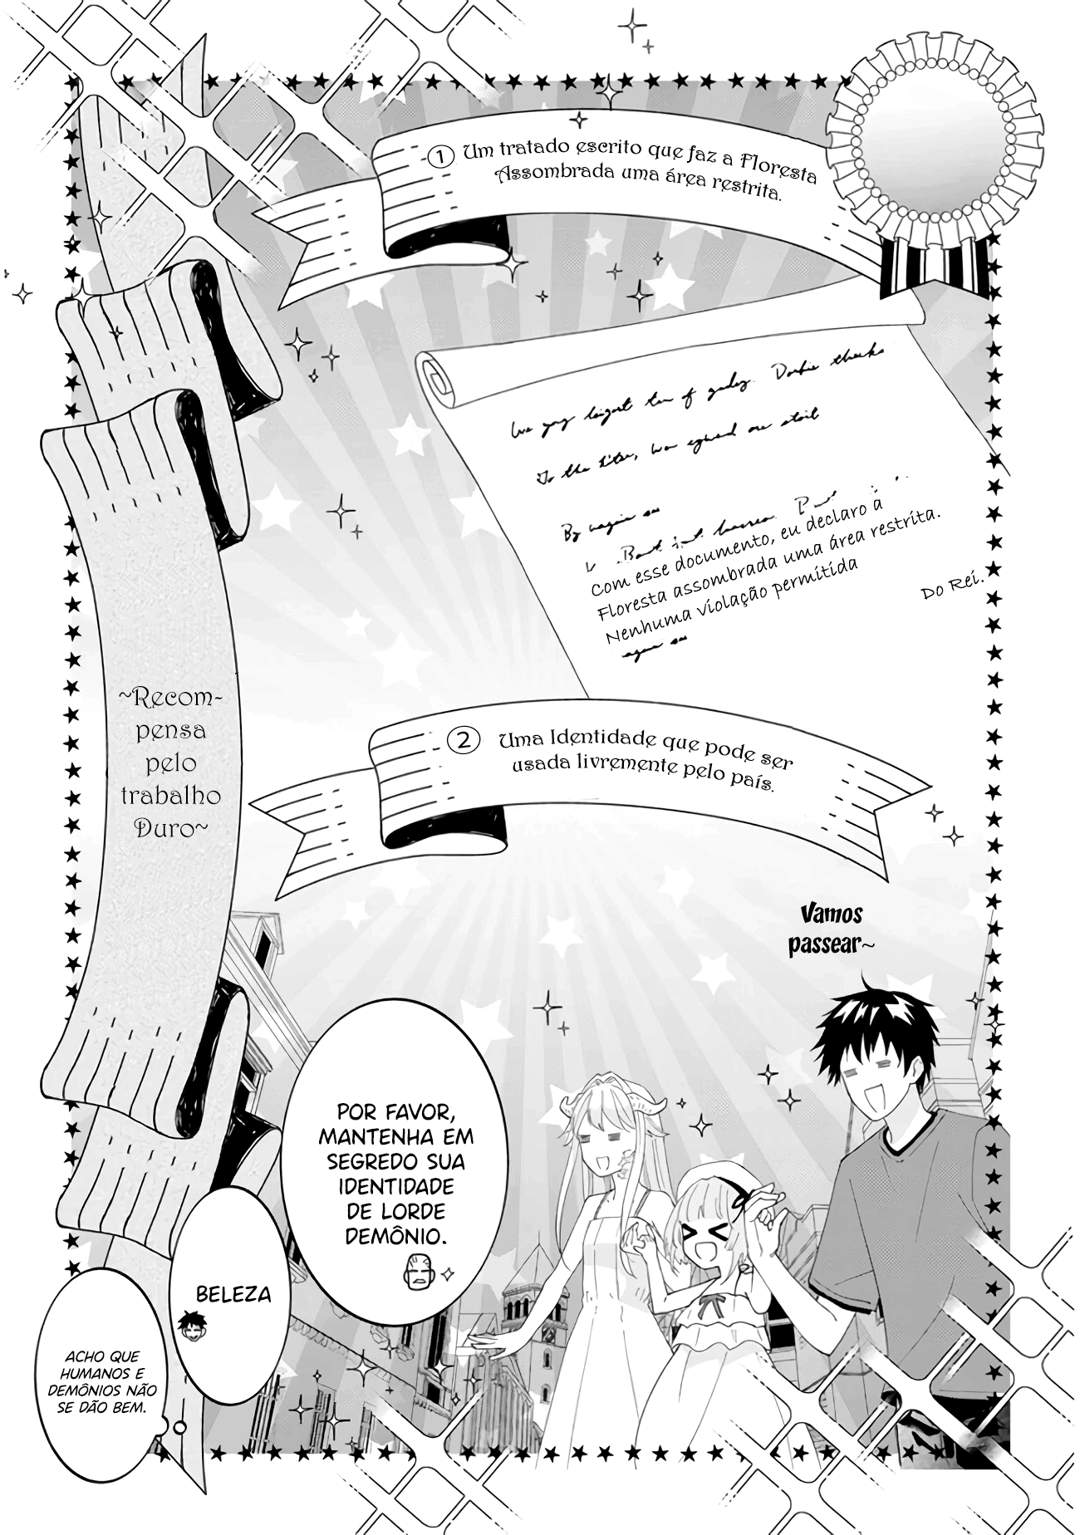 1 Um tratado escrito que faz a Floresta
Assombrada uma área restrita.
Com esse documento, eu declaro a
Floresta assombrada uma área restrita.
Nenhuma violação permitida
Do Rei.
~Recom-
pensa
pelo
trabalho
Duro~
2 Uma Identidade que pode ser
usada livremente pelo país.
Vamos
passear~
POR FAVOR,
MANTENHA EM
SEGREDO SUA
IDENTIDADE
DE LORDE
DEMÔNIO.
BELEZA
ACHO QUE
HUMANOS E
DEMÔNIOS NÃO
SE DÃO BEM.